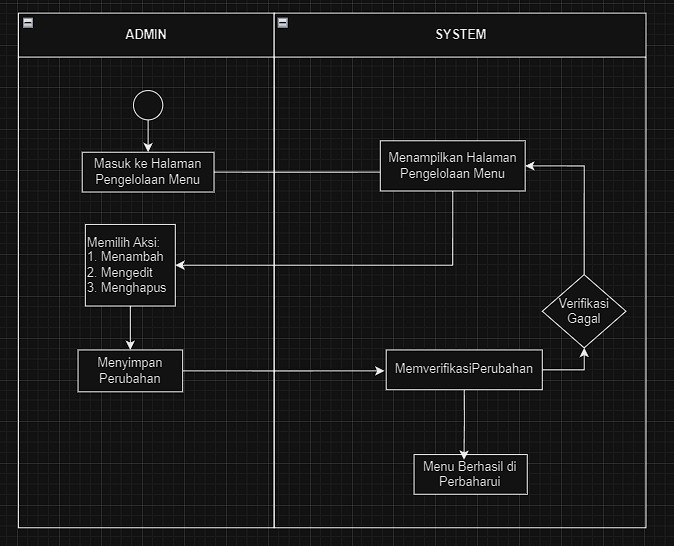 ADMIN
SYSTEM
Masuk ke Halaman
Pengelolaan Menu
Menampilkan Halaman
Pengelolaan Menu
Memilih Aksi:
1. Menambah
2. Mengedit
3. Menghapus
Verifikasi
Gagal
Menyimpan
Perubahan
MemverifikasiPerubahan
Menu Berhasil di
Perbaharui